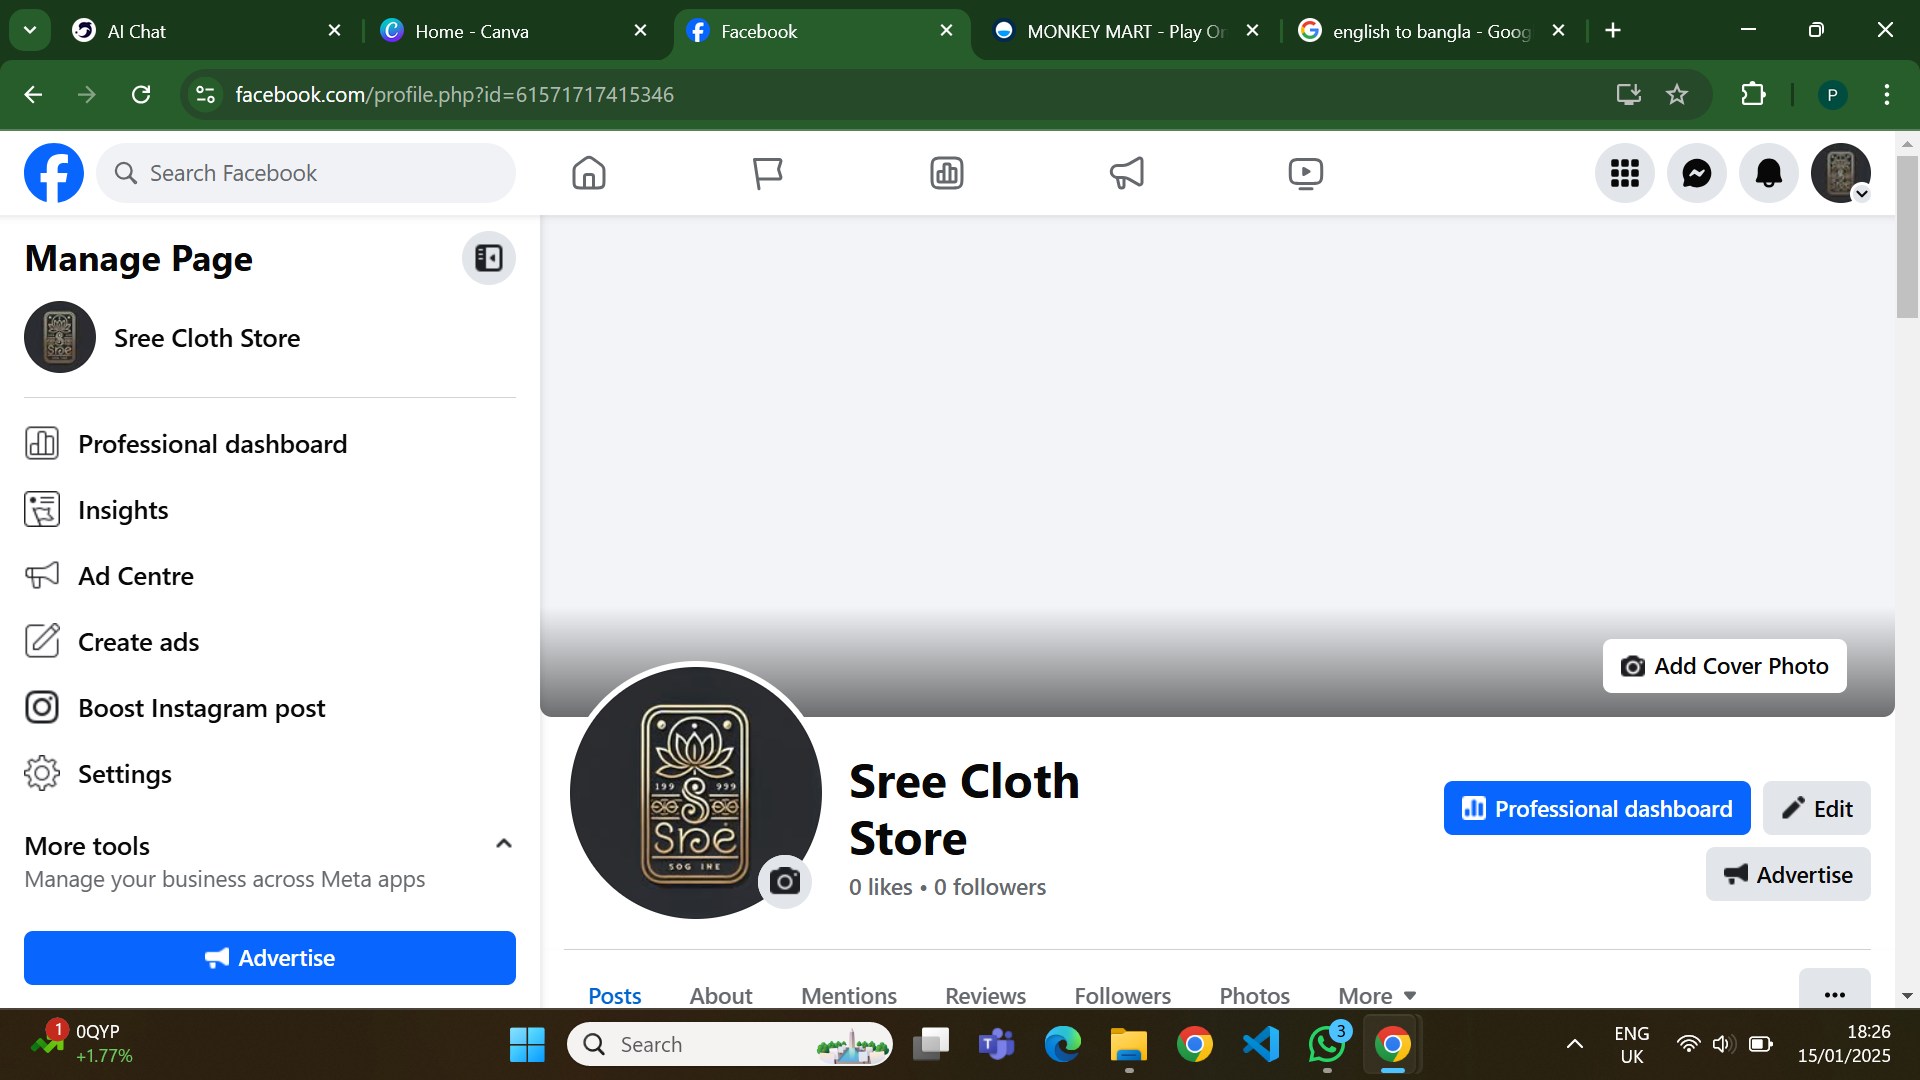 AI Chat
Home - Canva
Facebook
MONKEY MART - Play On
english to bangla - Goog
facebook.com/profile.php?id=61571717415346
P
Search Facebook
Manage Page
Sree Cloth Store
Professional dashboard
Insights
Ad Centre
Create ads
Boost Instagram post
Settings
More tools
Manage your business across Meta apps
Advertise
Add Cover Photo
199 999
SOG INE
Sree Cloth
Store
0 likes • 0 followers
Professional dashboard
Edit
Advertise
Posts
About
Mentions
Reviews
Followers
Photos
More
1
0QYP
+1.77%
Search
3
ENG
UK
18:26
15/01/2025